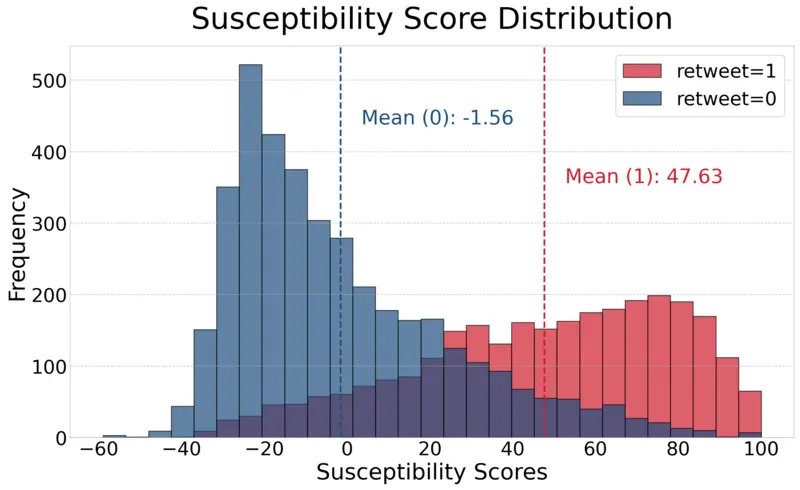 Susceptibility Score Distribution
retweet=1
retweet=0
Mean (0): -1.56
Mean (1): 47.63
Frequency
500
400
300
200
100
0
−60 −40 −20 0 20 40 60 80 100
Susceptibility Scores